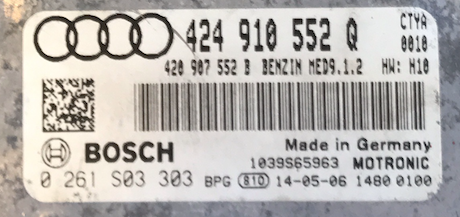 424 910 552 Q CTYA
0010
420 907 552 B BENZIN MED9.1.2 HW: H10
BOSCH
Made in Germany
1039S65963 MOTRONIC
0 261 S03 303 BPG 810 14-05-06 1480 0100